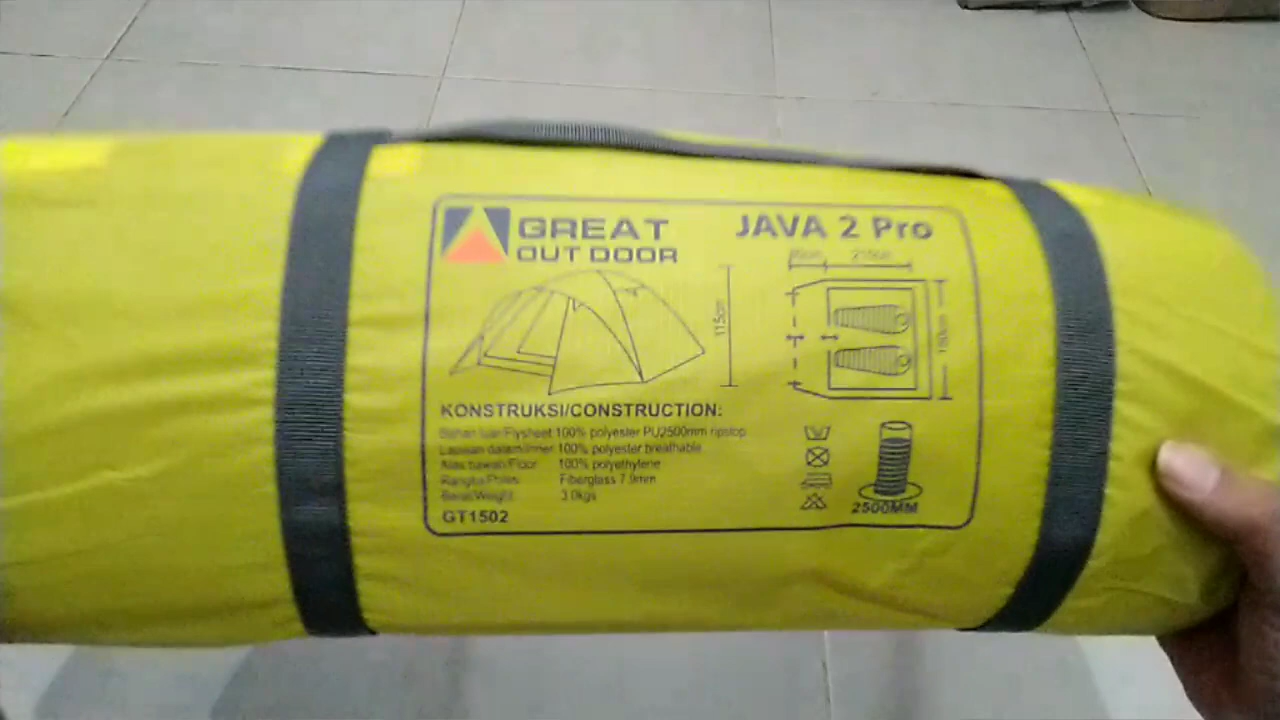 GREAT
OUT DOOR
JAVA 2 Pro
115cm
KONSTRUKSI/CONSTRUCTION:
Bahan luar/Flysheet 100% polyester PU2500mm ripstop
Lapisan dalam/Inner 100% polyester breathable
Alas bawah/Floor 100% polyethylene
Rangka/Poles Fiberglass 7.9mm
Berat/Weight 3.0kgs
GT1502
2500MM